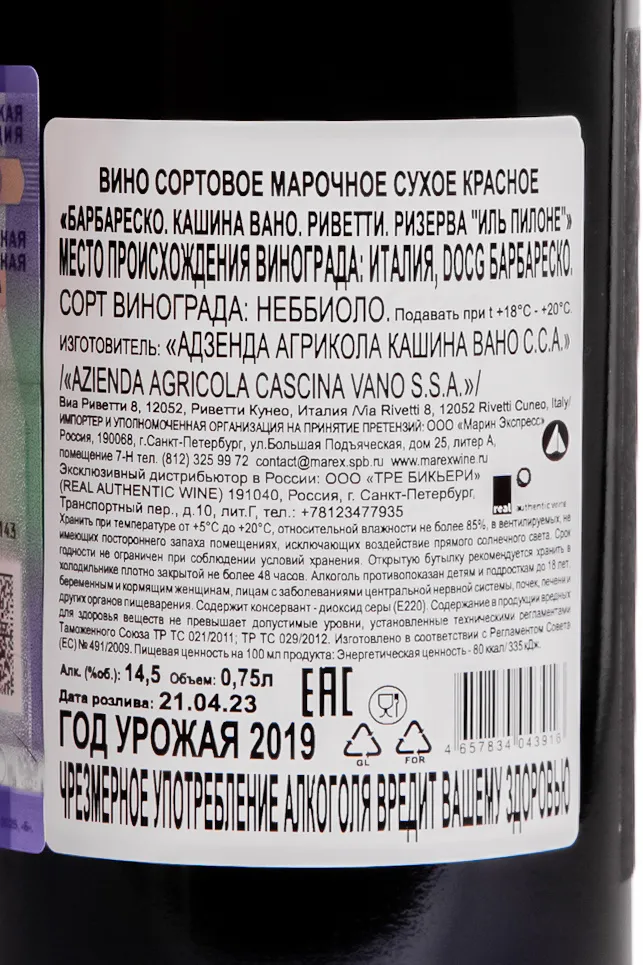 ВИНО СОРТОВОЕ МАРОЧНОЕ СУХОЕ КРАСНОЕ
«БАРБАРЕСКО. КАШИНА ВАНО. РИВЕТТИ. РИЗЕРВА "ИЛЬ ПИЛОНЕ"»
МЕСТО ПРОИСХОЖДЕНИЯ ВИНОГРАДА: ИТАЛИЯ, DOCG БАРБАРЕСКО.
СОРТ ВИНОГРАДА: НЕББИОЛО. Подавать при t +18°C - +20°C.
ИЗГОТОВИТЕЛЬ: «АДЗЕНДА АГРИКОЛА КАШИНА ВАНО С.С.А.»
/«AZIENDA AGRICOLA CASCINA VANO S.S.A.»/
Виа Риветти 8, 12052, Риветти Кунео, Италия /Via Rivetti 8, 12052 Rivetti Cuneo, Italy/
ИМПОРТЕР И УПОЛНОМОЧЕННАЯ ОРГАНИЗАЦИЯ НА ПРИНЯТИЕ ПРЕТЕНЗИЙ: ООО «Марин Экспресс»
Россия, 190068, г.Санкт-Петербург, ул.Большая Подъяческая, дом 25, литер А,
помещение 7-Н тел. (812) 325 99 72 contact@marex.spb.ru www.marexwine.ru
Эксклюзивный дистрибьютор в России: ООО «ТРЕ БИКЬЕРИ»
(REAL AUTHENTIC WINE) 191040, Россия, г. Санкт-Петербург,
Транспортный пер., д.10, лит.Г, тел.: +78123477935
real authentic wine
Хранить при температуре от +5°C до +20°C, относительной влажности не более 85%, в вентилируемых, не
имеющих постороннего запаха помещениях, исключающих воздействие прямого солнечного света. Срок
годности не ограничен при соблюдении условий хранения. Открытую бутылку рекомендуется хранить в
холодильнике плотно закрытой не более 48 часов. Алкоголь противопоказан детям и подросткам до 18 лет,
беременным и кормящим женщинам, лицам с заболеваниями центральной нервной системы, почек, печени и
других органов пищеварения. Содержит консервант - диоксид серы (Е220). Содержание в продукции вредных
для здоровья веществ не превышает допустимые уровни, установленные техническими регламентами
Таможенного Союза ТР ТС 021/2011; ТР ТС 029/2012. Изготовлено в соответствии с Регламентом Совета
(ЕС) № 491/2009. Пищевая ценность на 100 мл продукта: Энергетическая ценность - 80 ккал/ 335 кДж.
Алк. (%об.): 14,5 Объем: 0,75л
Дата розлива: 21.04.23
EAC
ГОД УРОЖАЯ 2019
GL
FOR
4 657834 043916
ЧРЕЗМЕРНОЕ УПОТРЕБЛЕНИЕ АЛКОГОЛЯ ВРЕДИТ ВАШЕМУ ЗДОРОВЬЮ